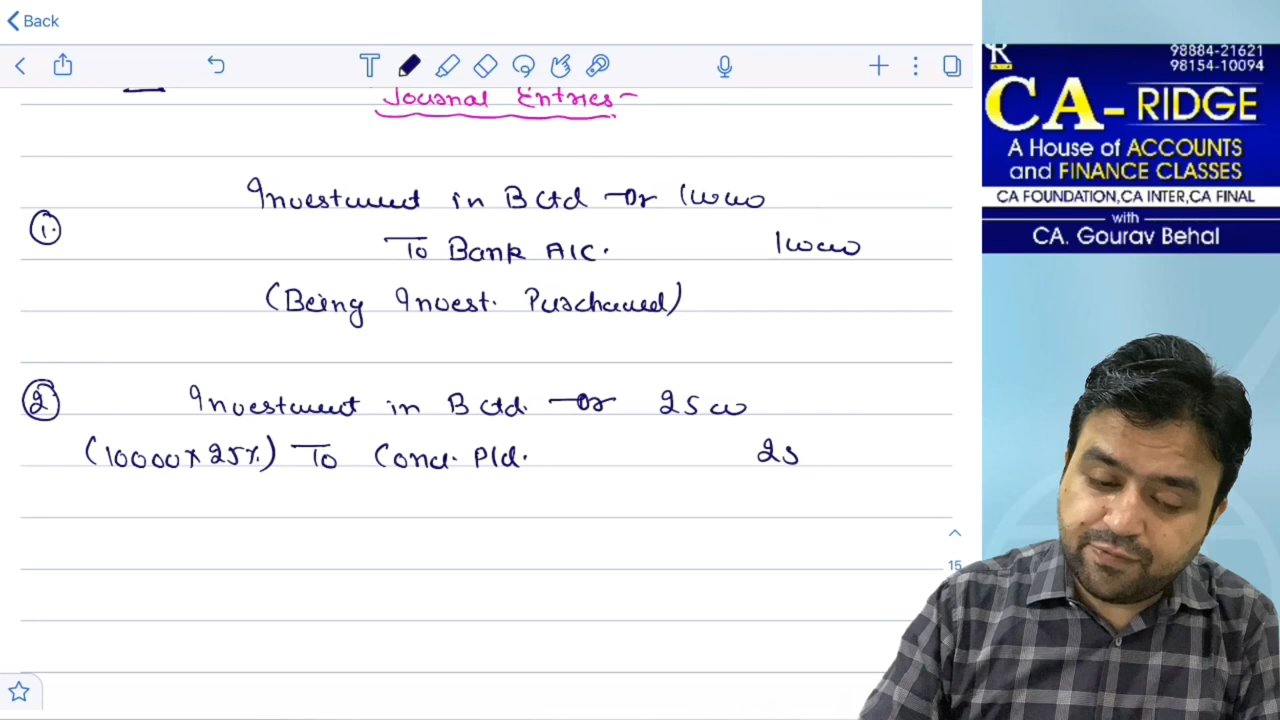 Back
Journal Entries-
① Investment in B Ltd Dr 10000
To Bank A/C. 10000
(Being Invest. Purchased)
② Investment in B Ltd. Dr 2500
(10000 x 25%) To Cons. P/d. 25
15
R
98884-21621
98154-10094
CA-RIDGE
A House of ACCOUNTS
and FINANCE CLASSES
CA FOUNDATION,CA INTER,CA FINAL
with
CA. Gourav Behal